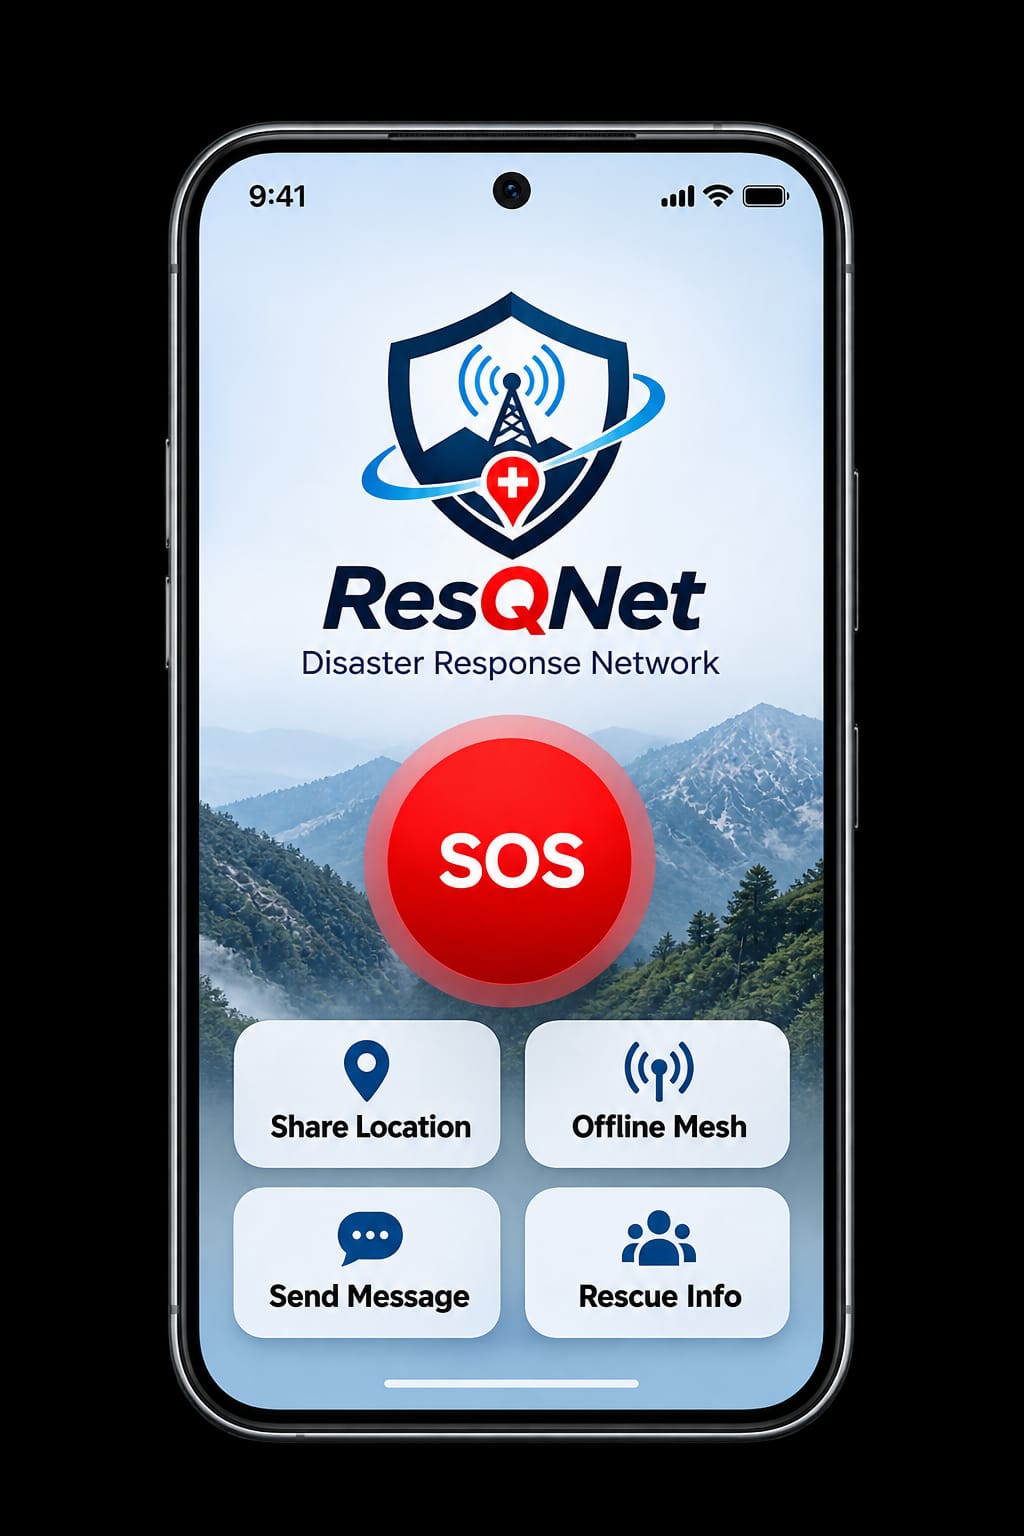 9:41
ResQNet
Disaster Response Network
SOS
Share Location
Offline Mesh
Send Message
Rescue Info